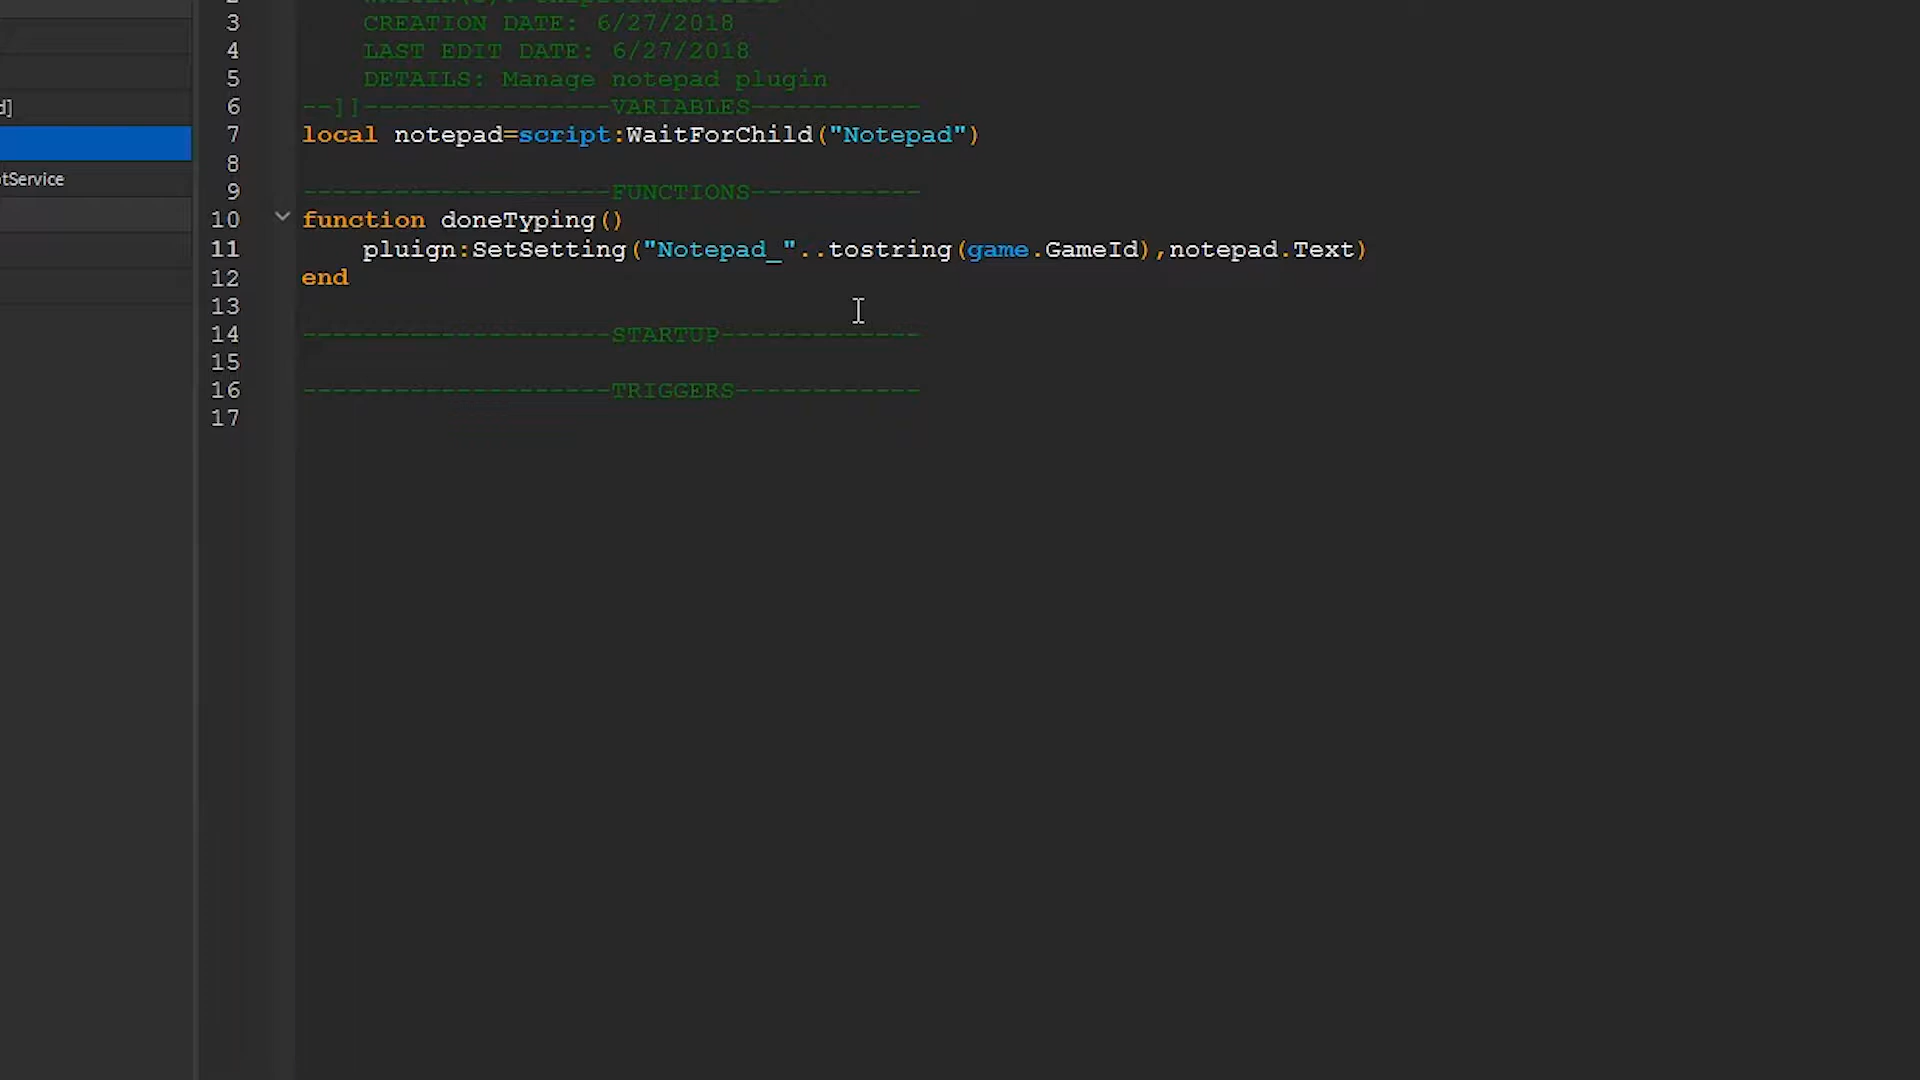 3 CREATION DATE: 6/27/2018
4 LAST EDIT DATE: 6/27/2018
5 DETAILS: Manage notepad plugin
d] 6 --]]----------------VARIABLES-----------
7 local notepad=script:WaitForChild("Notepad")
8
tService
9 --------------------FUNCTIONS-----------
10 function doneTyping()
11 pluign:SetSetting("Notepad_"..tostring(game.GameId),notepad.Text)
12 end
13
14 --------------------STARTUP-------------
15
16 --------------------TRIGGERS------------
17